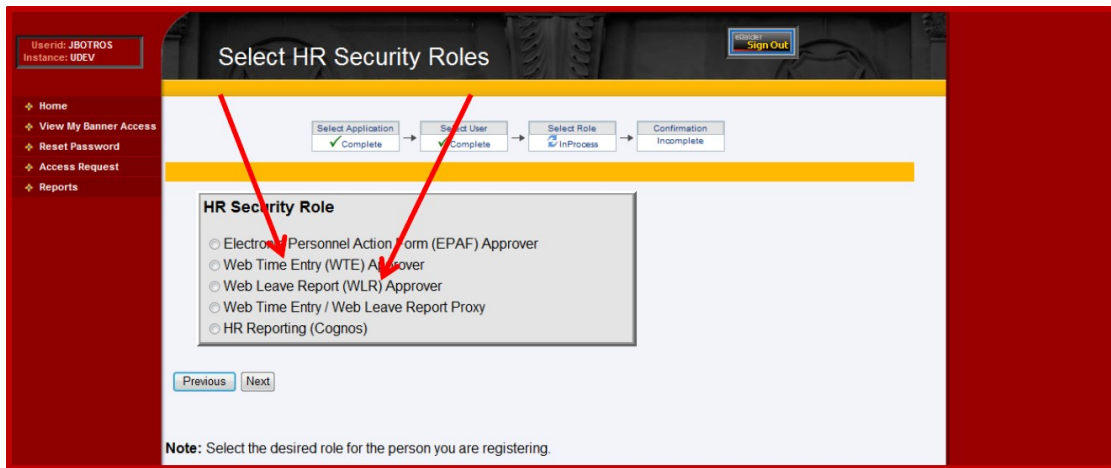 Userid: JBOTROS
Instance: UDEV
Select HR Security Roles
eRaider
Sign Out
Home
View My Banner Access
Reset Password
Access Request
Reports
Select Application
Complete
Select User
Complete
Select Role
InProcess
Confirmation
Incomplete
HR Security Role
Electronic Personnel Action Form (EPAF) Approver
Web Time Entry (WTE) Approver
Web Leave Report (WLR) Approver
Web Time Entry / Web Leave Report Proxy
HR Reporting (Cognos)
Previous Next
Note: Select the desired role for the person you are registering.